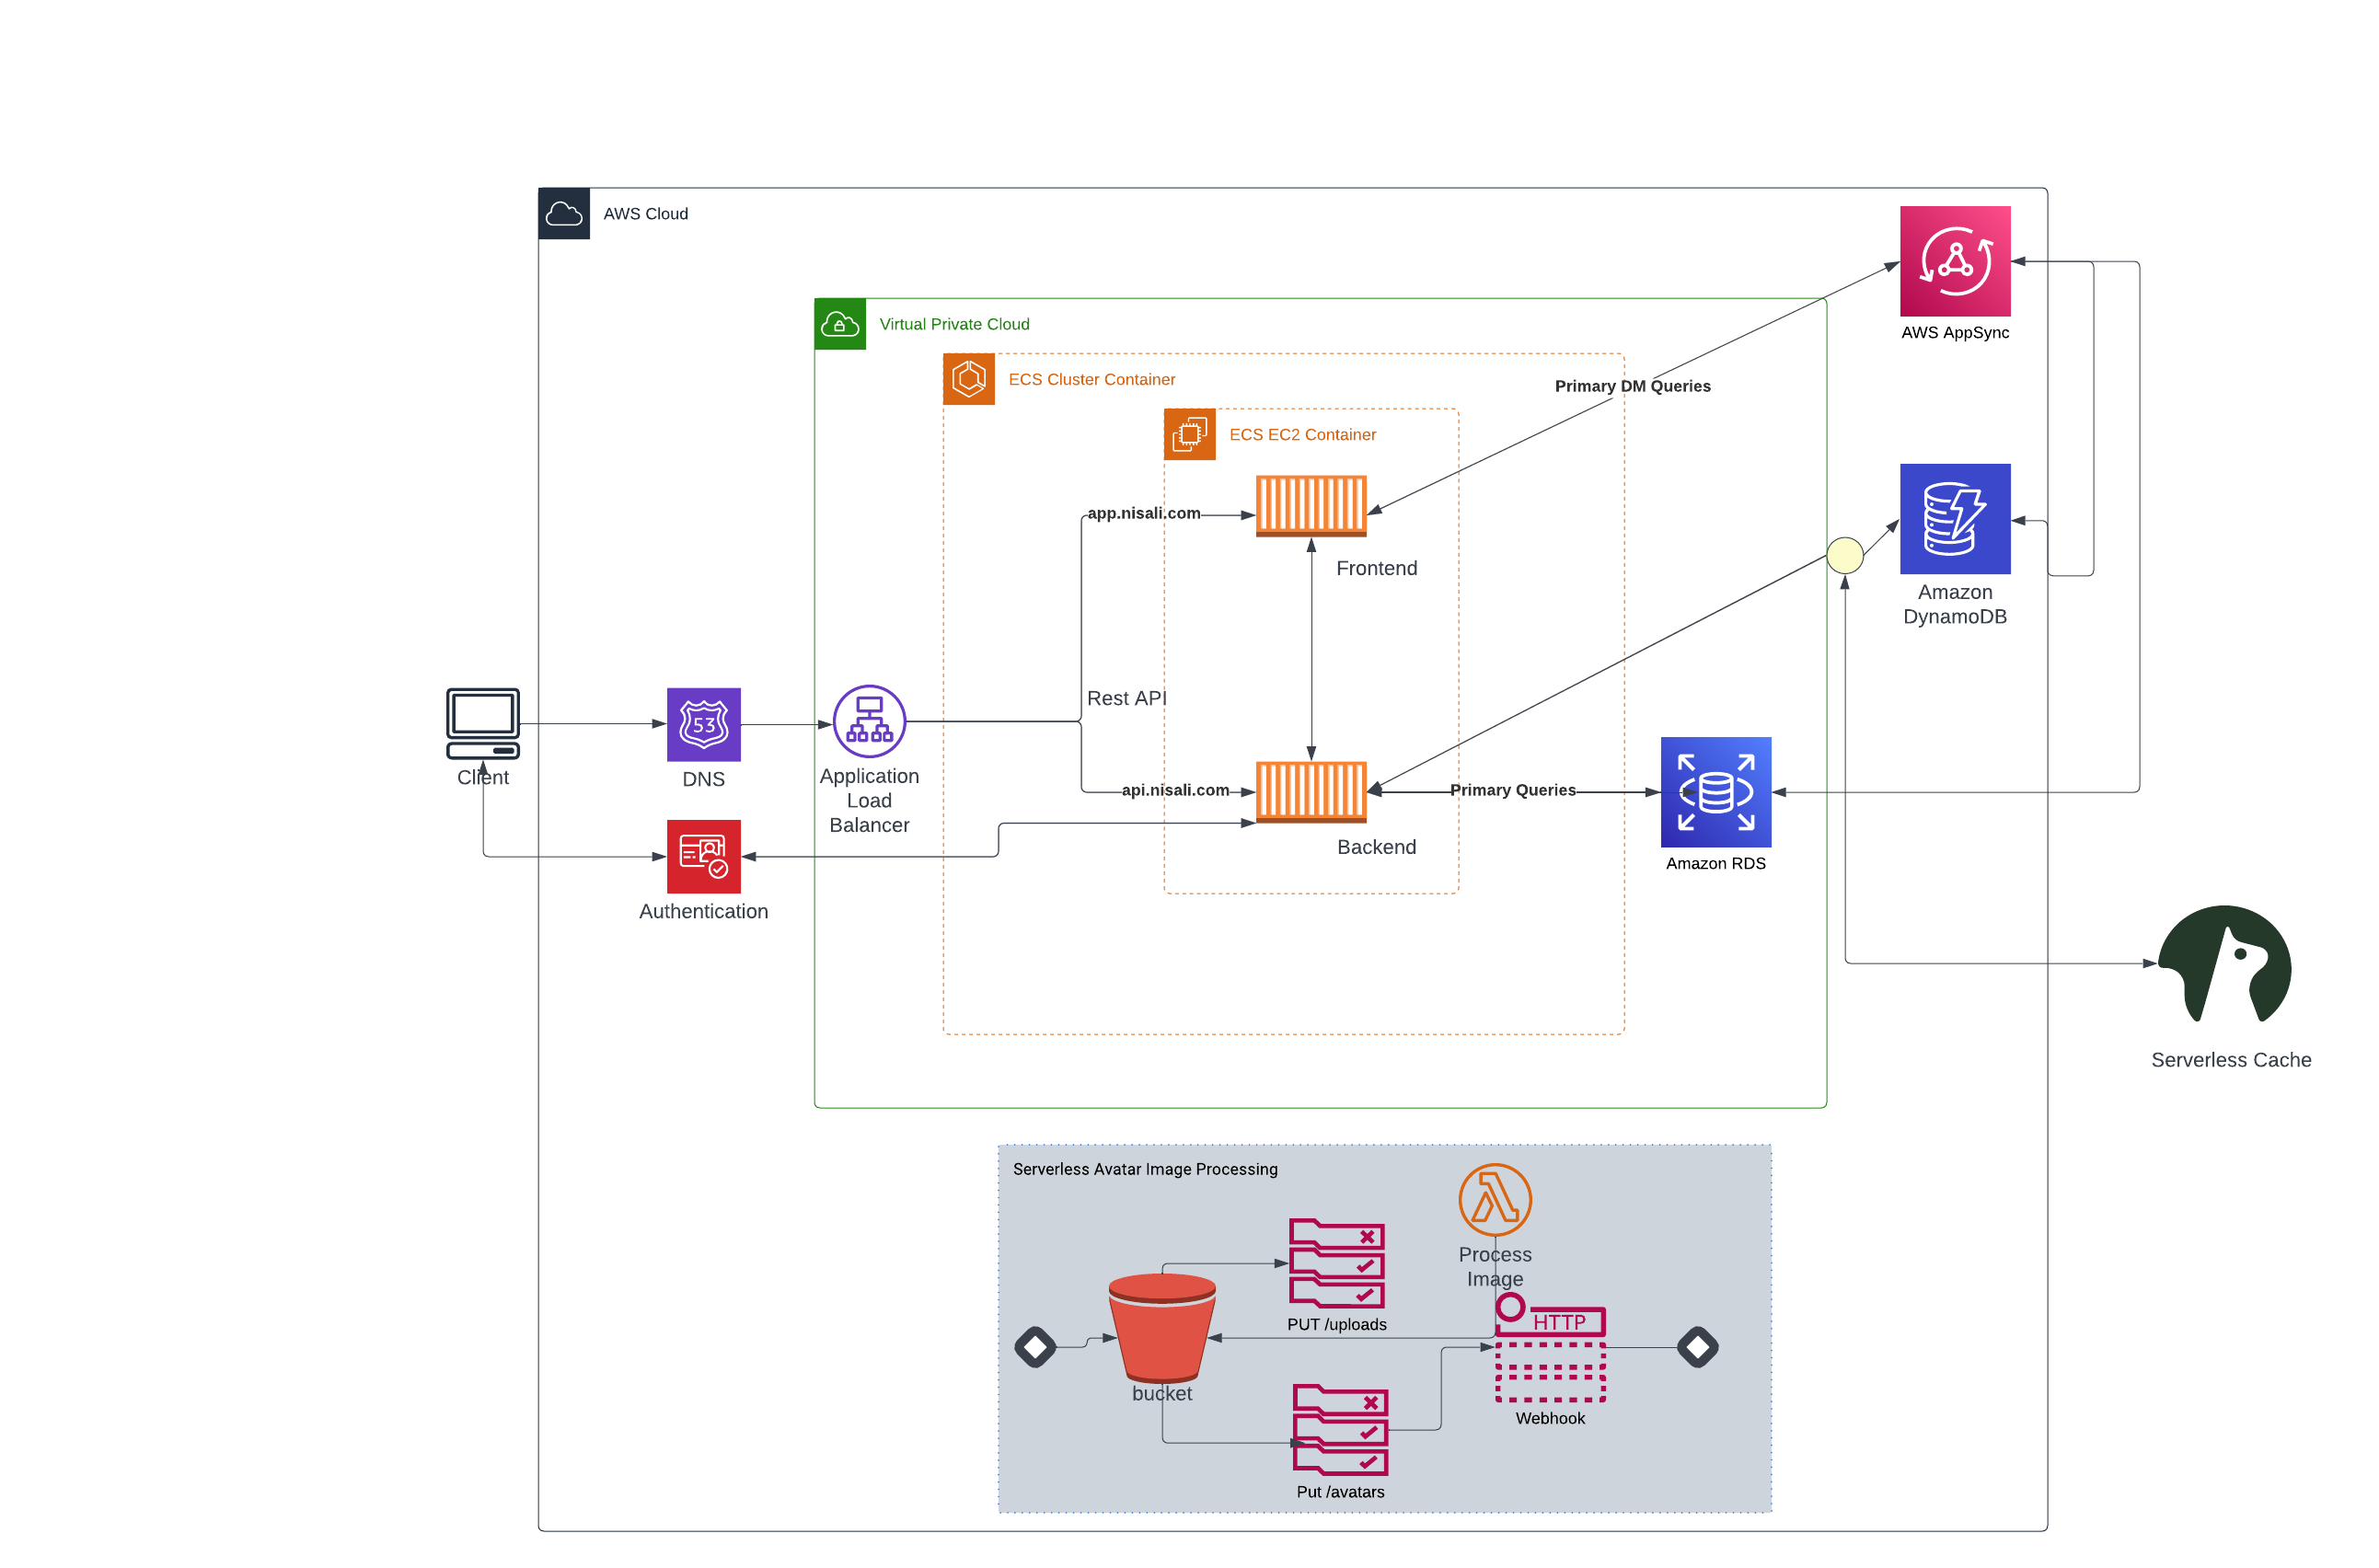 AWS Cloud
Virtual Private Cloud
AWS AppSync
ECS Cluster Container
Primary DM Queries
ECS EC2 Container
app.nisali.com
Frontend
Amazon
DynamoDB
Rest API
Client
53
DNS
Application
Load
Balancer
api.nisali.com
Primary Queries
Backend
Amazon RDS
Authentication
Serverless Cache
Serverless Avatar Image Processing
Process
Image
PUT /uploads
HTTP
bucket
Webhook
Put /avatars